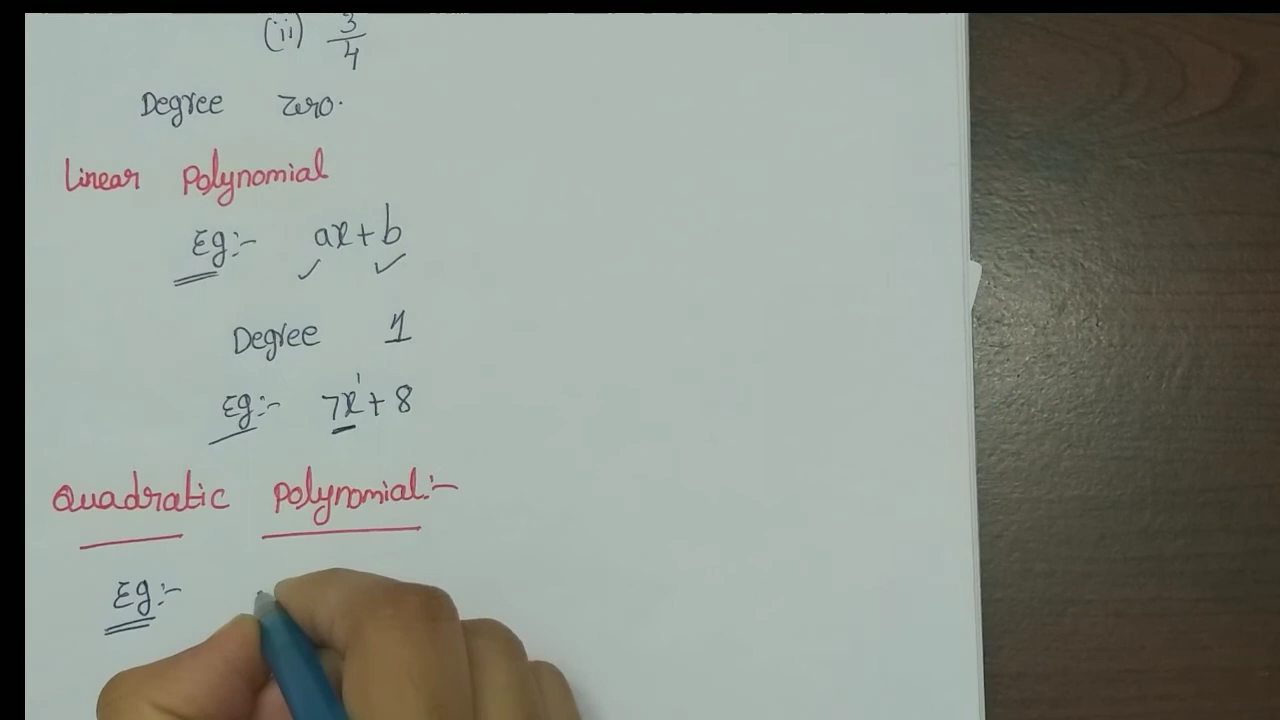 (ii) 3/4
Degree zero.
Linear Polynomial
Eg:- ax+b
Degree 1
Eg:- 7x¹+8
Quadratic Polynomial:-
Eg:-